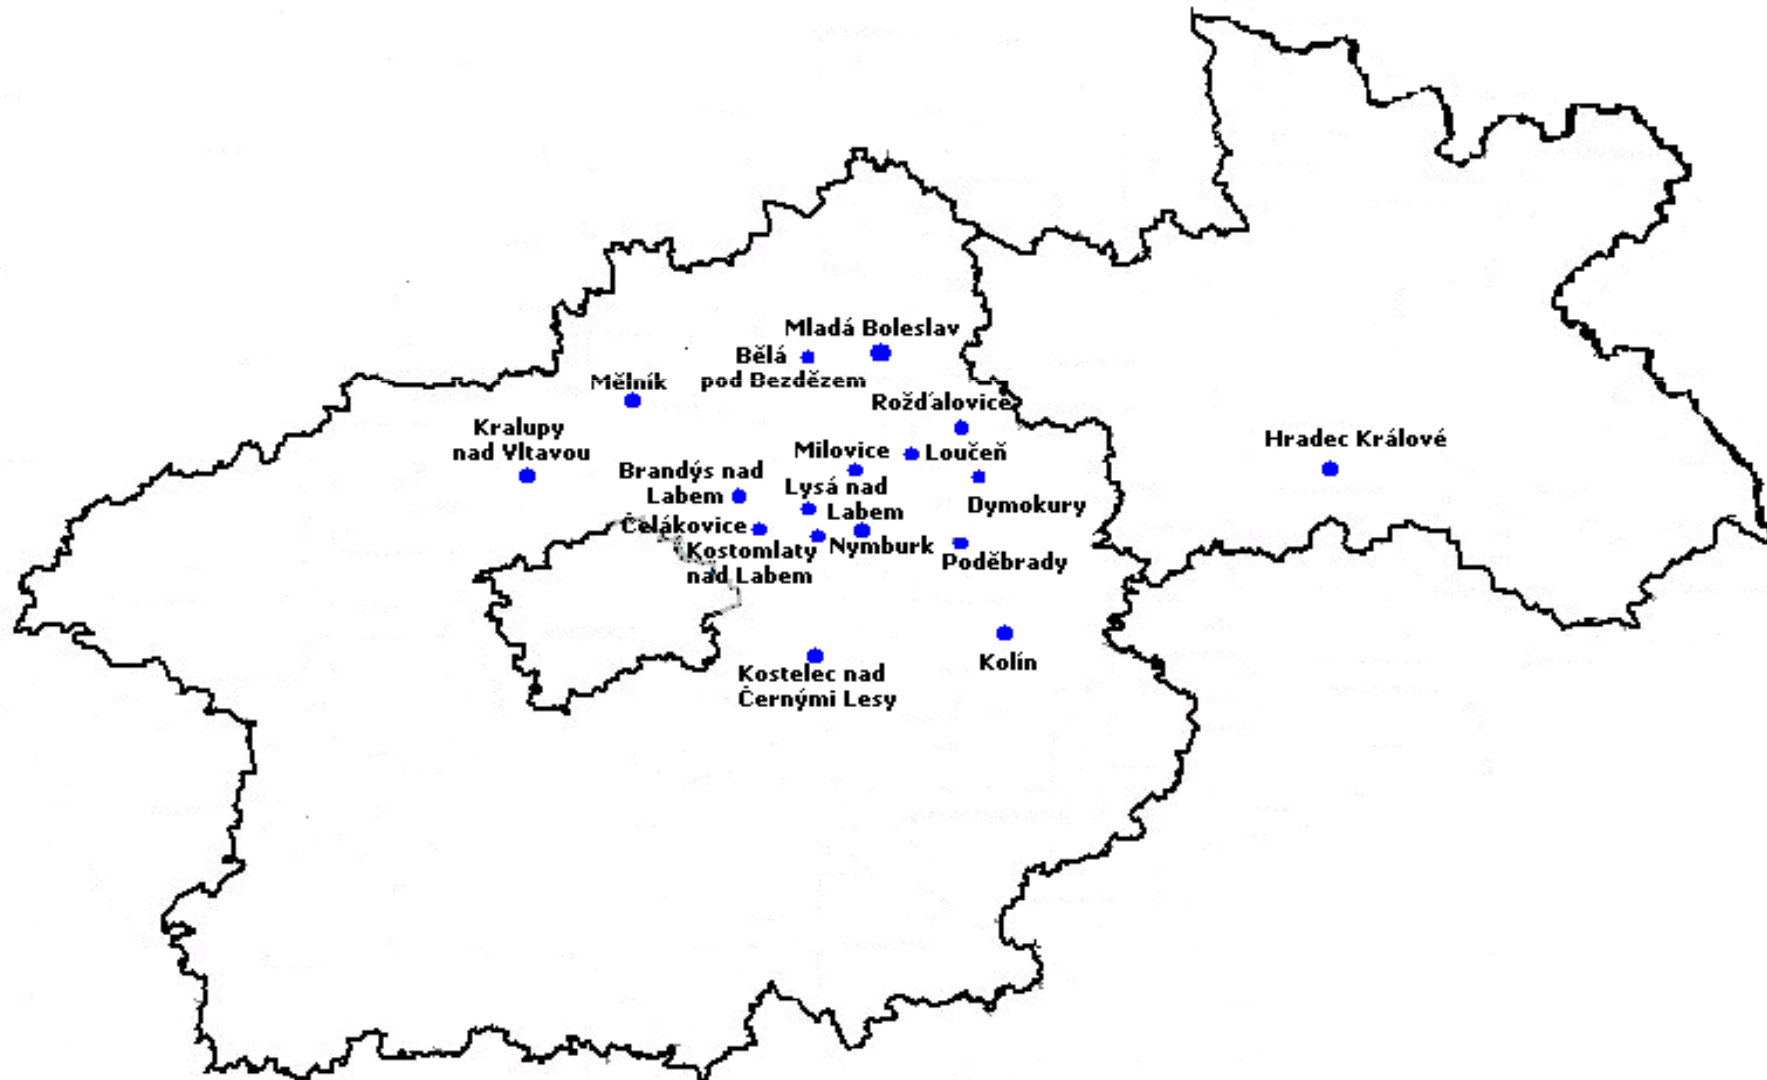 Mladá Boleslav
Bělá
pod Bezdězem
Mělník
Rožďalovice
Kralupy
nad Vltavou
Hradec Králové
Milovice
Loučeň
Brandýs nad
Labem
Lysá nad
Labem
Dymokury
Čelákovice
Kostomlaty
nad Labem
Nymburk
Poděbrady
Kolín
Kostelec nad
Černými Lesy